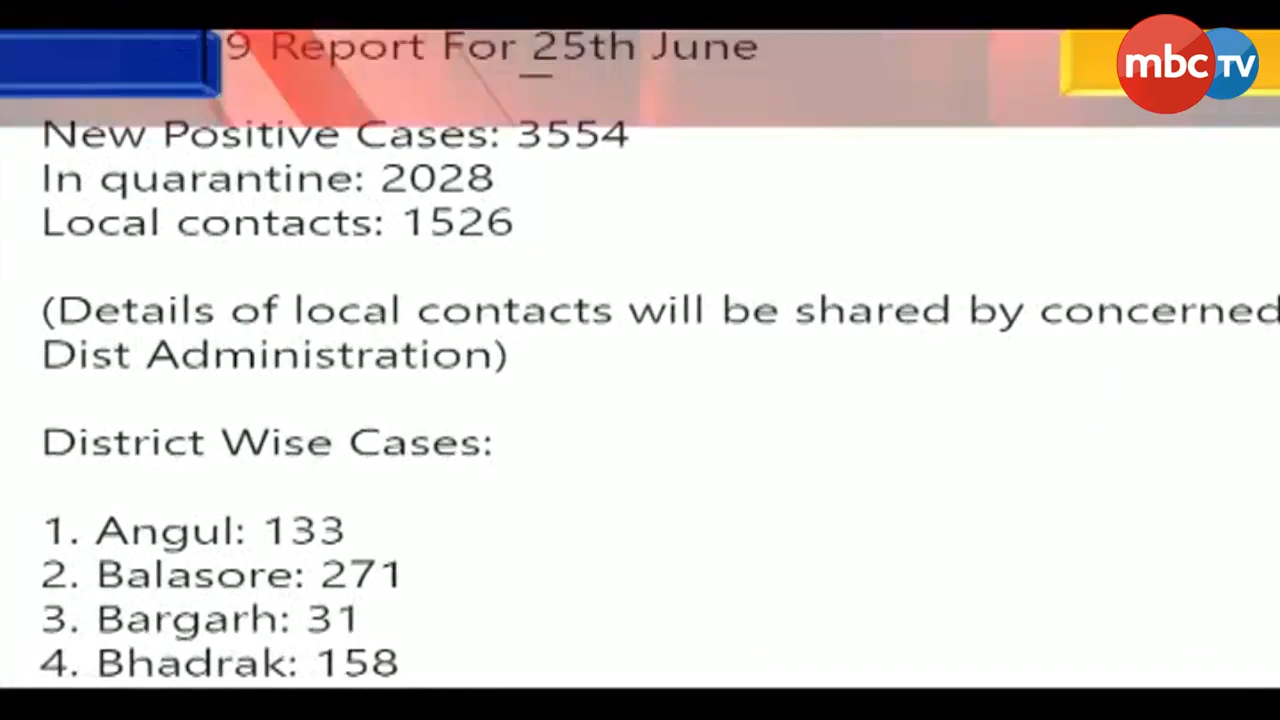 9 Report For 25th June
mbc TV
New Positive Cases: 3554
In quarantine: 2028
Local contacts: 1526
(Details of local contacts will be shared by concerned
Dist Administration)
District Wise Cases:
1. Angul: 133
2. Balasore: 271
3. Bargarh: 31
4. Bhadrak: 158